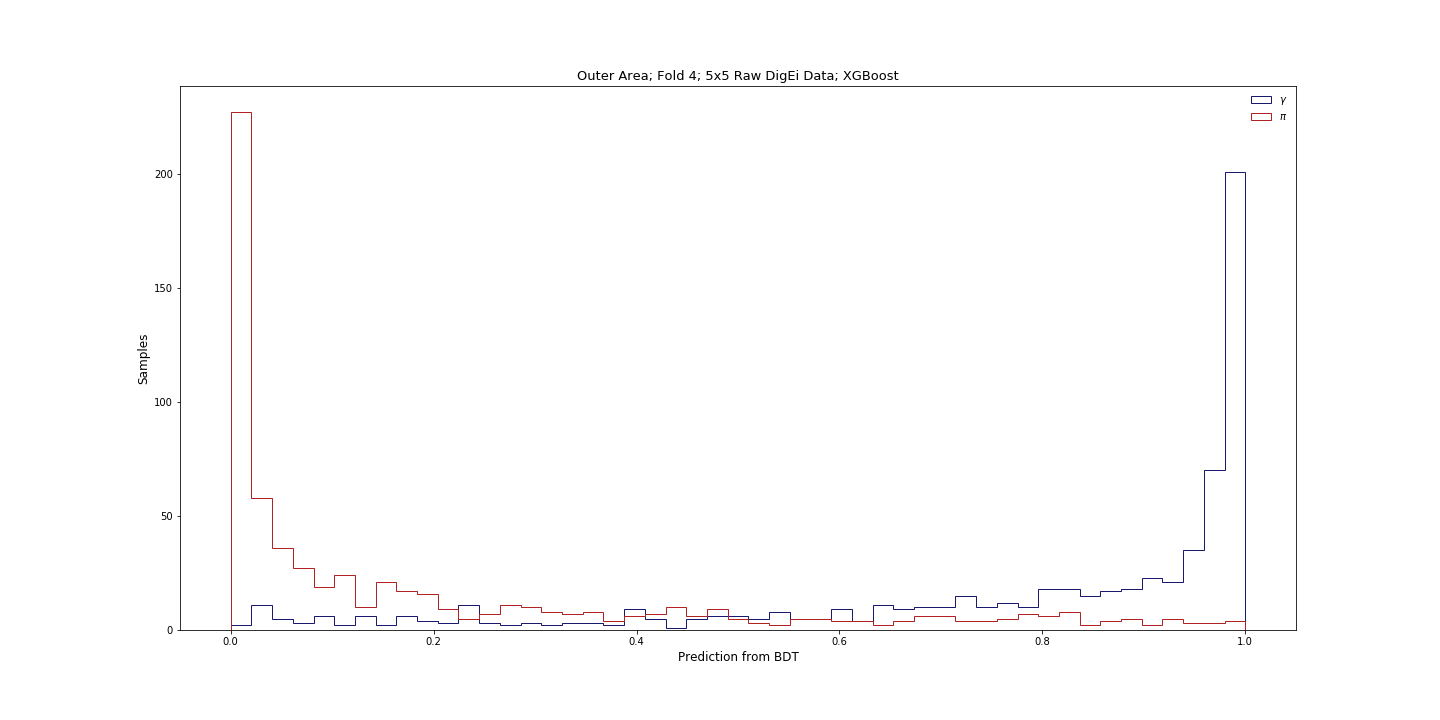 Outer Area; Fold 4; 5x5 Raw DigEi Data; XGBoost
γ
π
200
150
100
50
0
Samples
0.0 0.2 0.4 0.6 0.8 1.0
Prediction from BDT